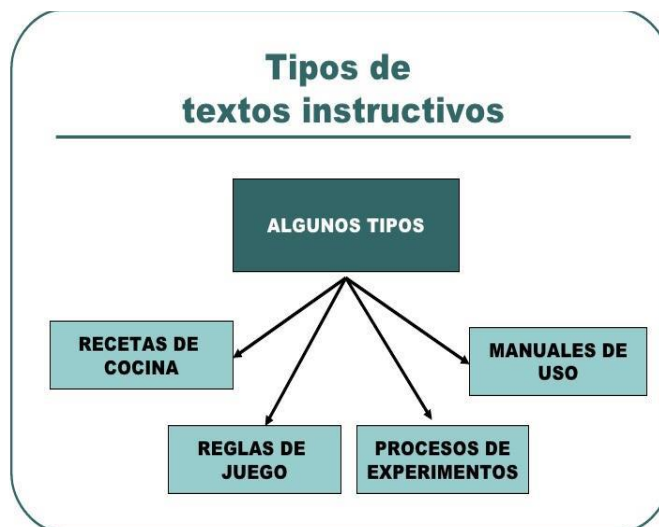 Tipos de
textos instructivos
ALGUNOS TIPOS
RECETAS DE
COCINA
MANUALES DE
USO
REGLAS DE
JUEGO
PROCESOS DE
EXPERIMENTOS